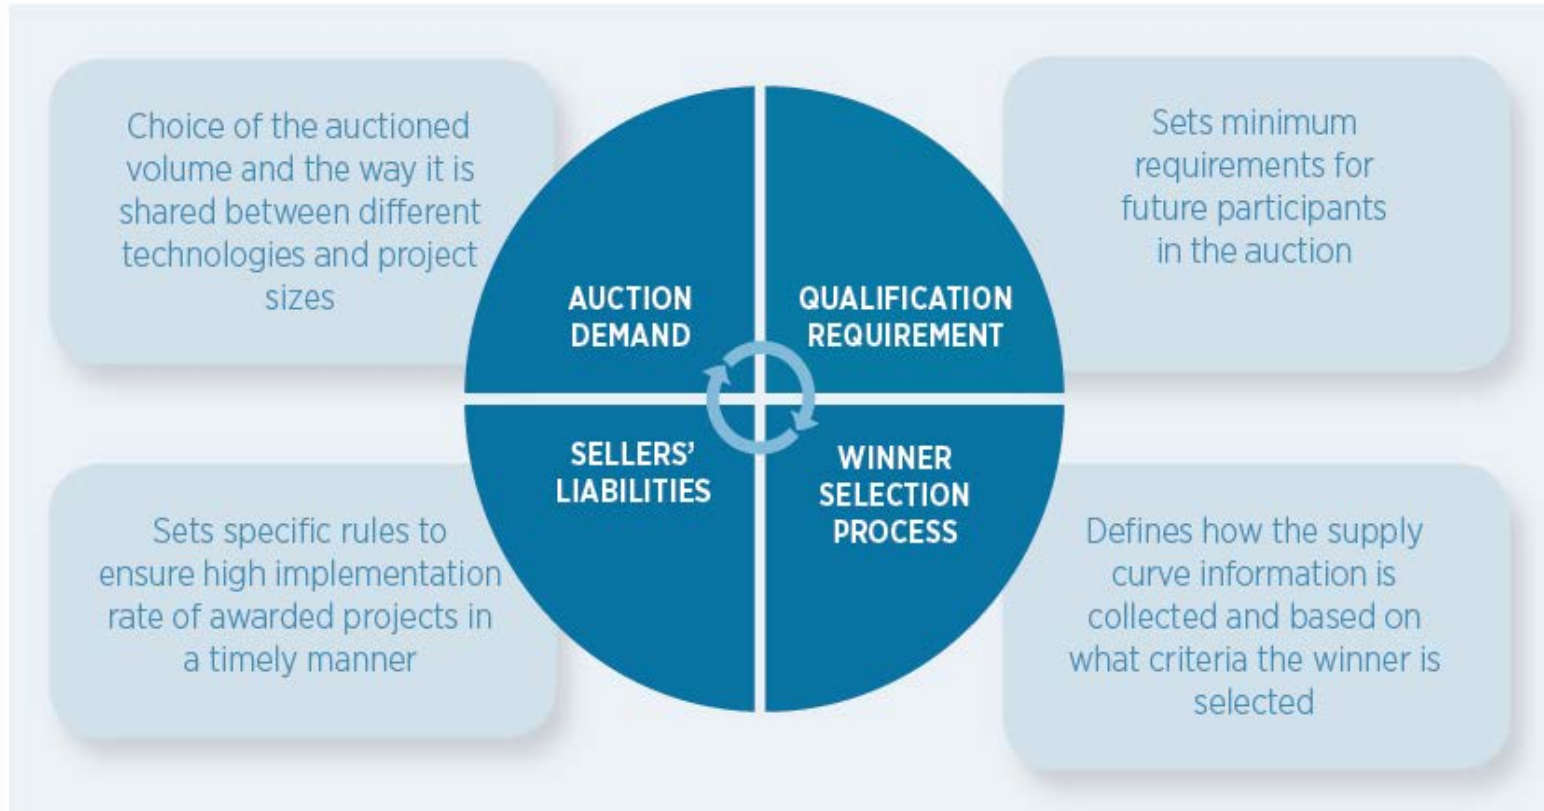 Choice of the auctioned
volume and the way it is
shared between different
technologies and project
sizes
Sets minimum
requirements for
future participants
in the auction
AUCTION
DEMAND
QUALIFICATION
REQUIREMENT
SELLERS'
LIABILITIES
WINNER
SELECTION
PROCESS
Sets specific rules to
ensure high implementation
rate of awarded projects in
a timely manner
Defines how the supply
curve information is
collected and based on
what criteria the winner is
selected